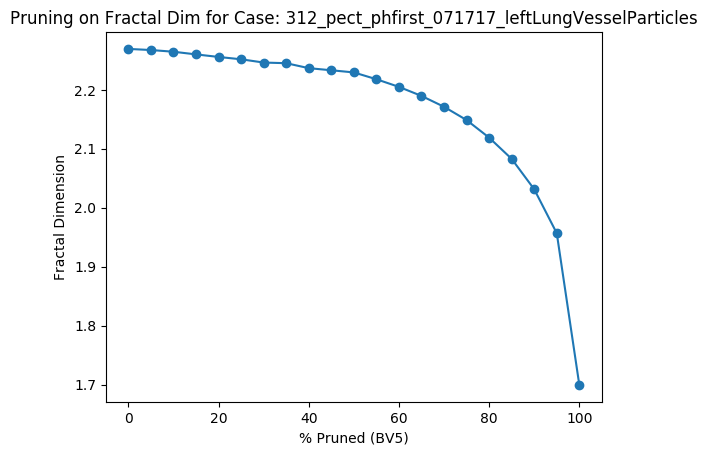 Pruning on Fractal Dim for Case: 312_pect_phfirst_071717_leftLungVesselParticles
Fractal Dimension
2.2
2.1
2.0
1.9
1.8
1.7
0 20 40 60 80 100
% Pruned (BV5)